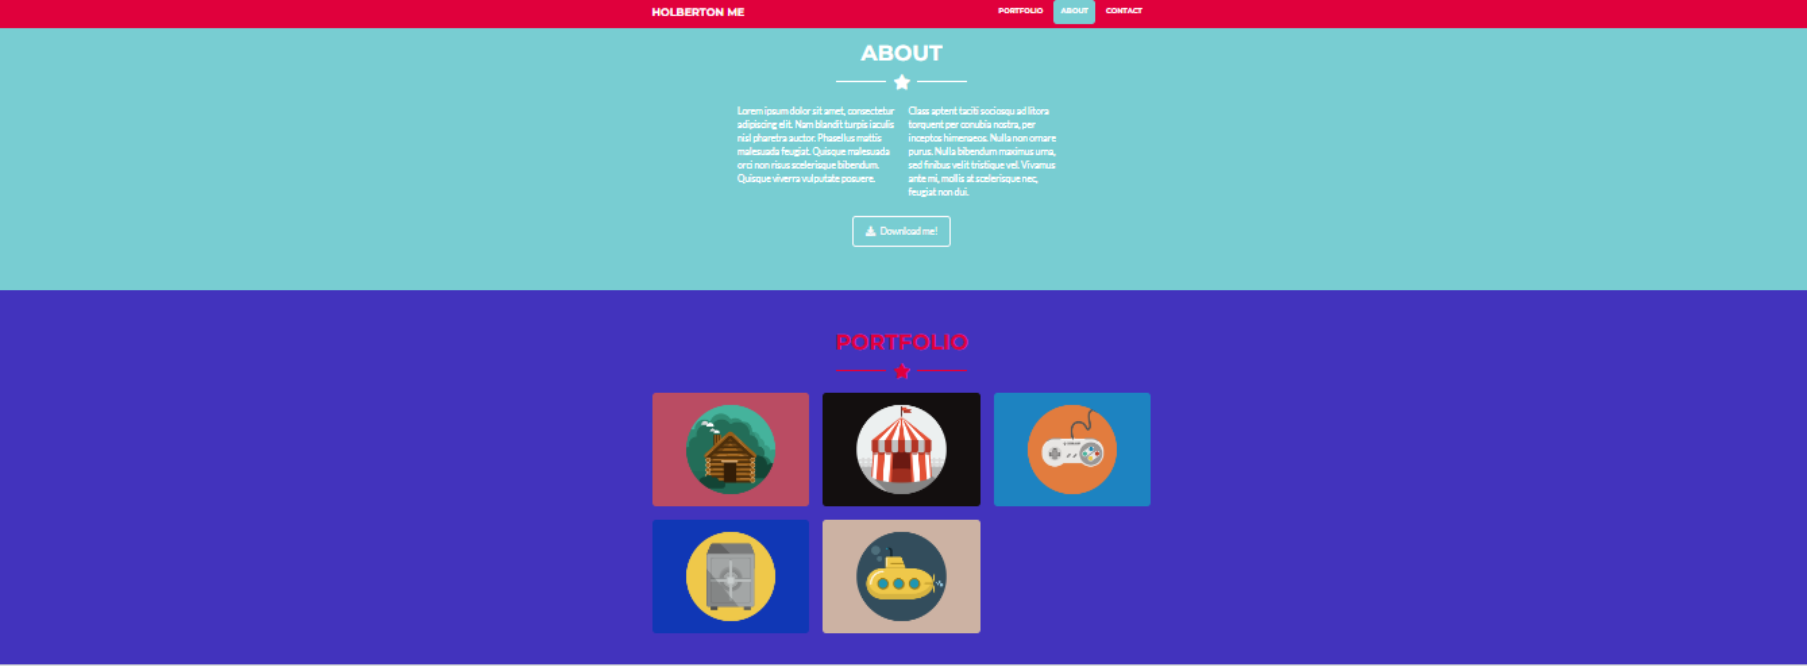 HOLBERTON ME
PORTFOLIO ABOUT CONTACT
ABOUT
Lorem ipsum dolor sit amet, consectetur
adipiscing elit. Nam blandit turpis iaculis
nisl pharetra auctor. Phasellus mattis
malesuada feugiat. Quisque malesuada
orci non risus scelerisque bibendum.
Quisque viverra vulputate posuere.
Class aptent taciti sociosqu ad litora
torquent per conubia nostra, per
inceptos himenaeos. Nulla non ornare
purus. Nulla bibendum maximus urna,
sed finibus velit tristique vel. Vivamus
ante mi, mollis at scelerisque nec,
feugiat non dui.
Download me!
PORTFOLIO